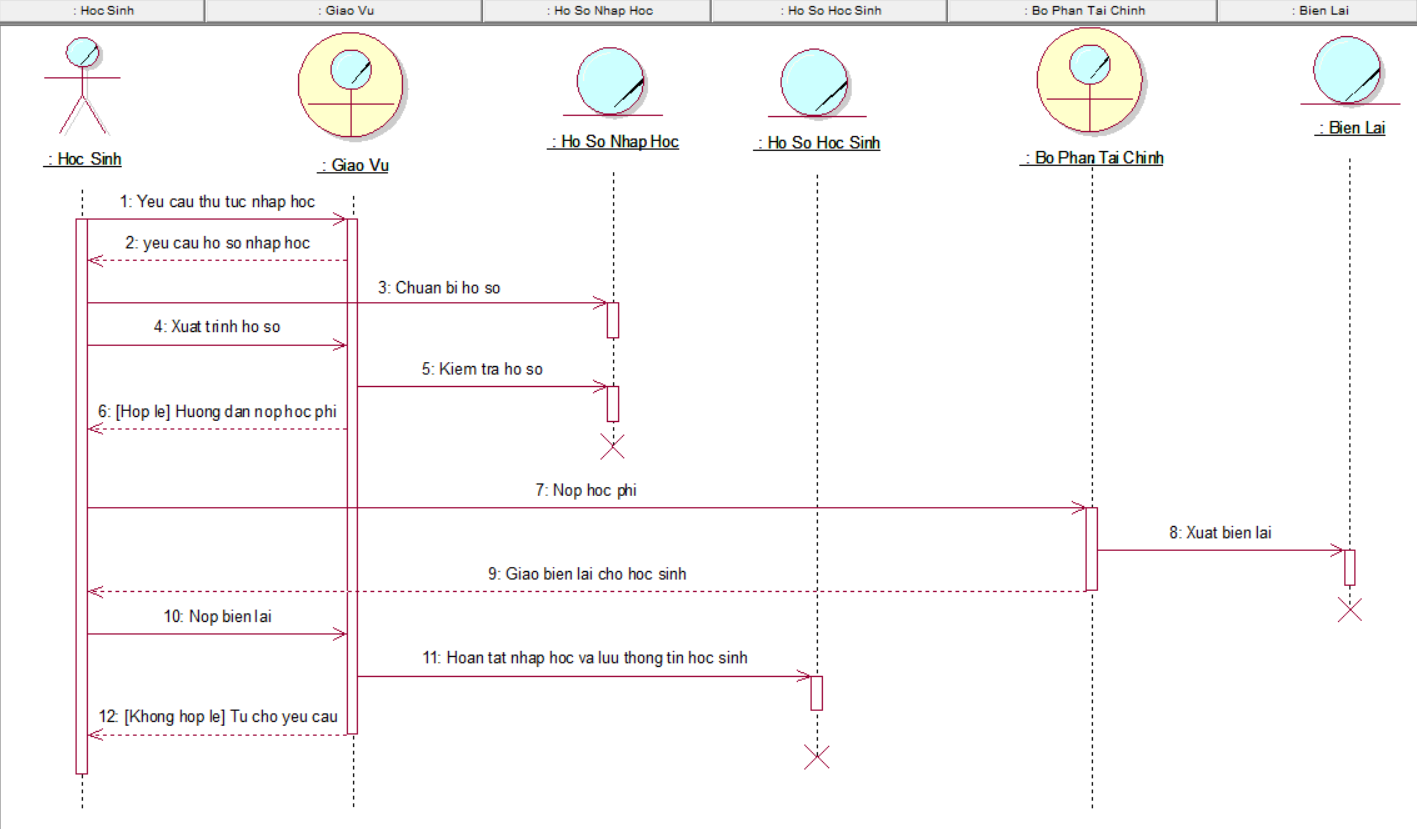 : Hoc Sinh
: Giao Vu
: Ho So Nhap Hoc
: Ho So Hoc Sinh
: Bo Phan Tai Chinh
: Bien Lai
: Hoc Sinh
: Giao Vu
: Ho So Nhap Hoc
: Ho So Hoc Sinh
: Bo Phan Tai Chinh
: Bien Lai
1: Yeu cau thu tuc nhap hoc
2: yeu cau ho so nhap hoc
3: Chuan bi ho so
4: Xuat trinh ho so
5: Kiem tra ho so
6: [Hop le] Huong dan nop hoc phi
7: Nop hoc phi
8: Xuat bien lai
9: Giao bien lai cho hoc sinh
10: Nop bien lai
11: Hoan tat nhap hoc va luu thong tin hoc sinh
12: [Khong hop le] Tu cho yeu cau